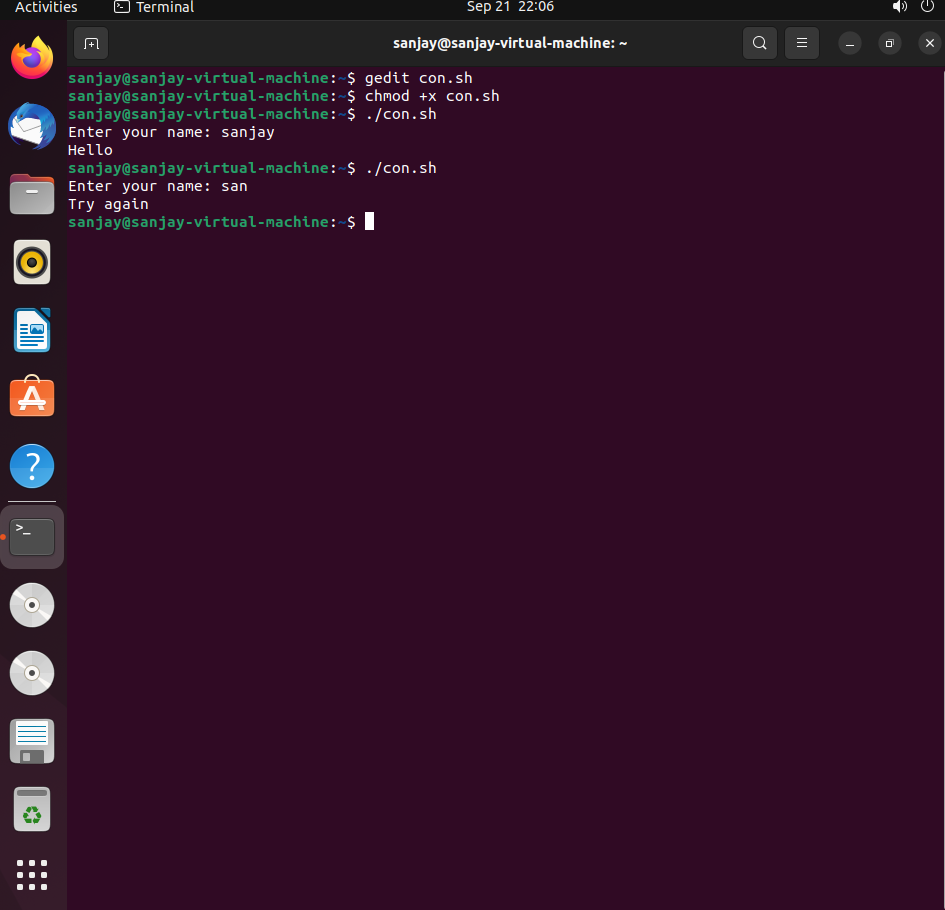 Activities
Terminal
Sep 21 22:06
sanjay@sanjay-virtual-machine: ~
sanjay@sanjay-virtual-machine:~$ gedit con.sh
sanjay@sanjay-virtual-machine:~$ chmod +x con.sh
sanjay@sanjay-virtual-machine:~$ ./con.sh
Enter your name: sanjay
Hello
sanjay@sanjay-virtual-machine:~$ ./con.sh
Enter your name: san
Try again
sanjay@sanjay-virtual-machine:~$